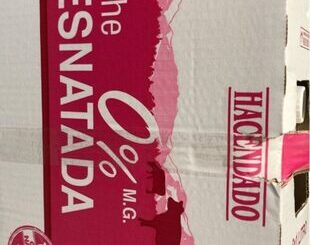 he
ESNATADA
0% M.G.
HACENDADO